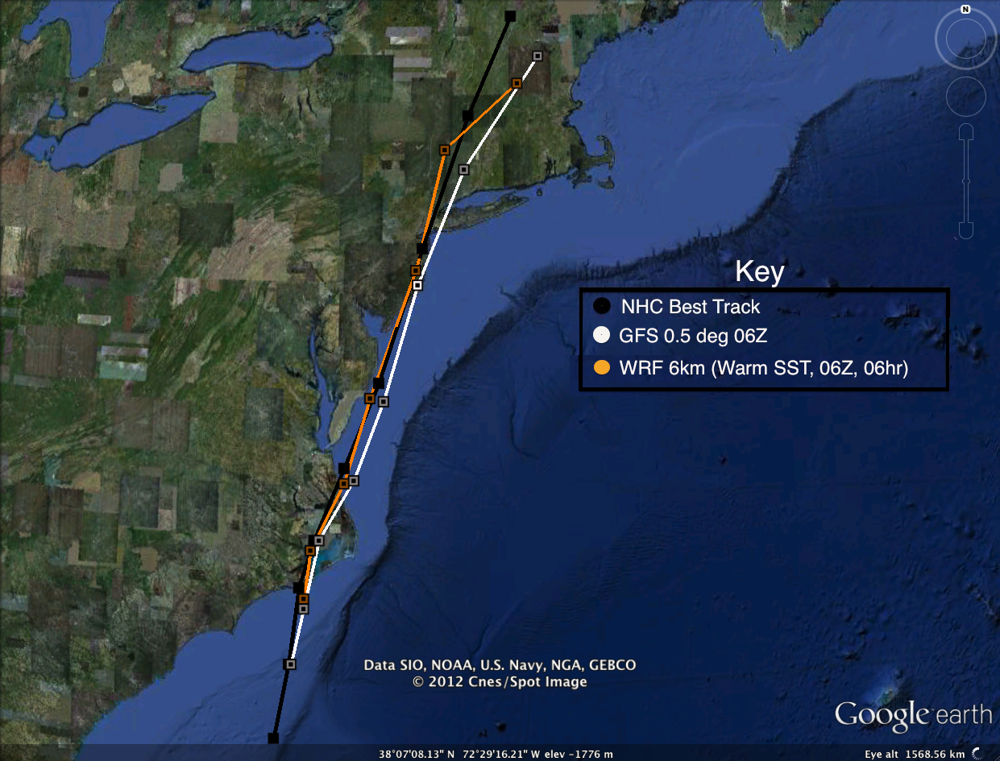 N
Key
NHC Best Track
GFS 0.5 deg 06Z
WRF 6km (Warm SST, 06Z, 06hr)
Data SIO, NOAA, U.S. Navy, NGA, GEBCO
© 2012 Cnes/Spot Image
Google earth
38°07'08.13" N 72°29'16.21" W elev -1776 m
Eye alt 1568.56 km